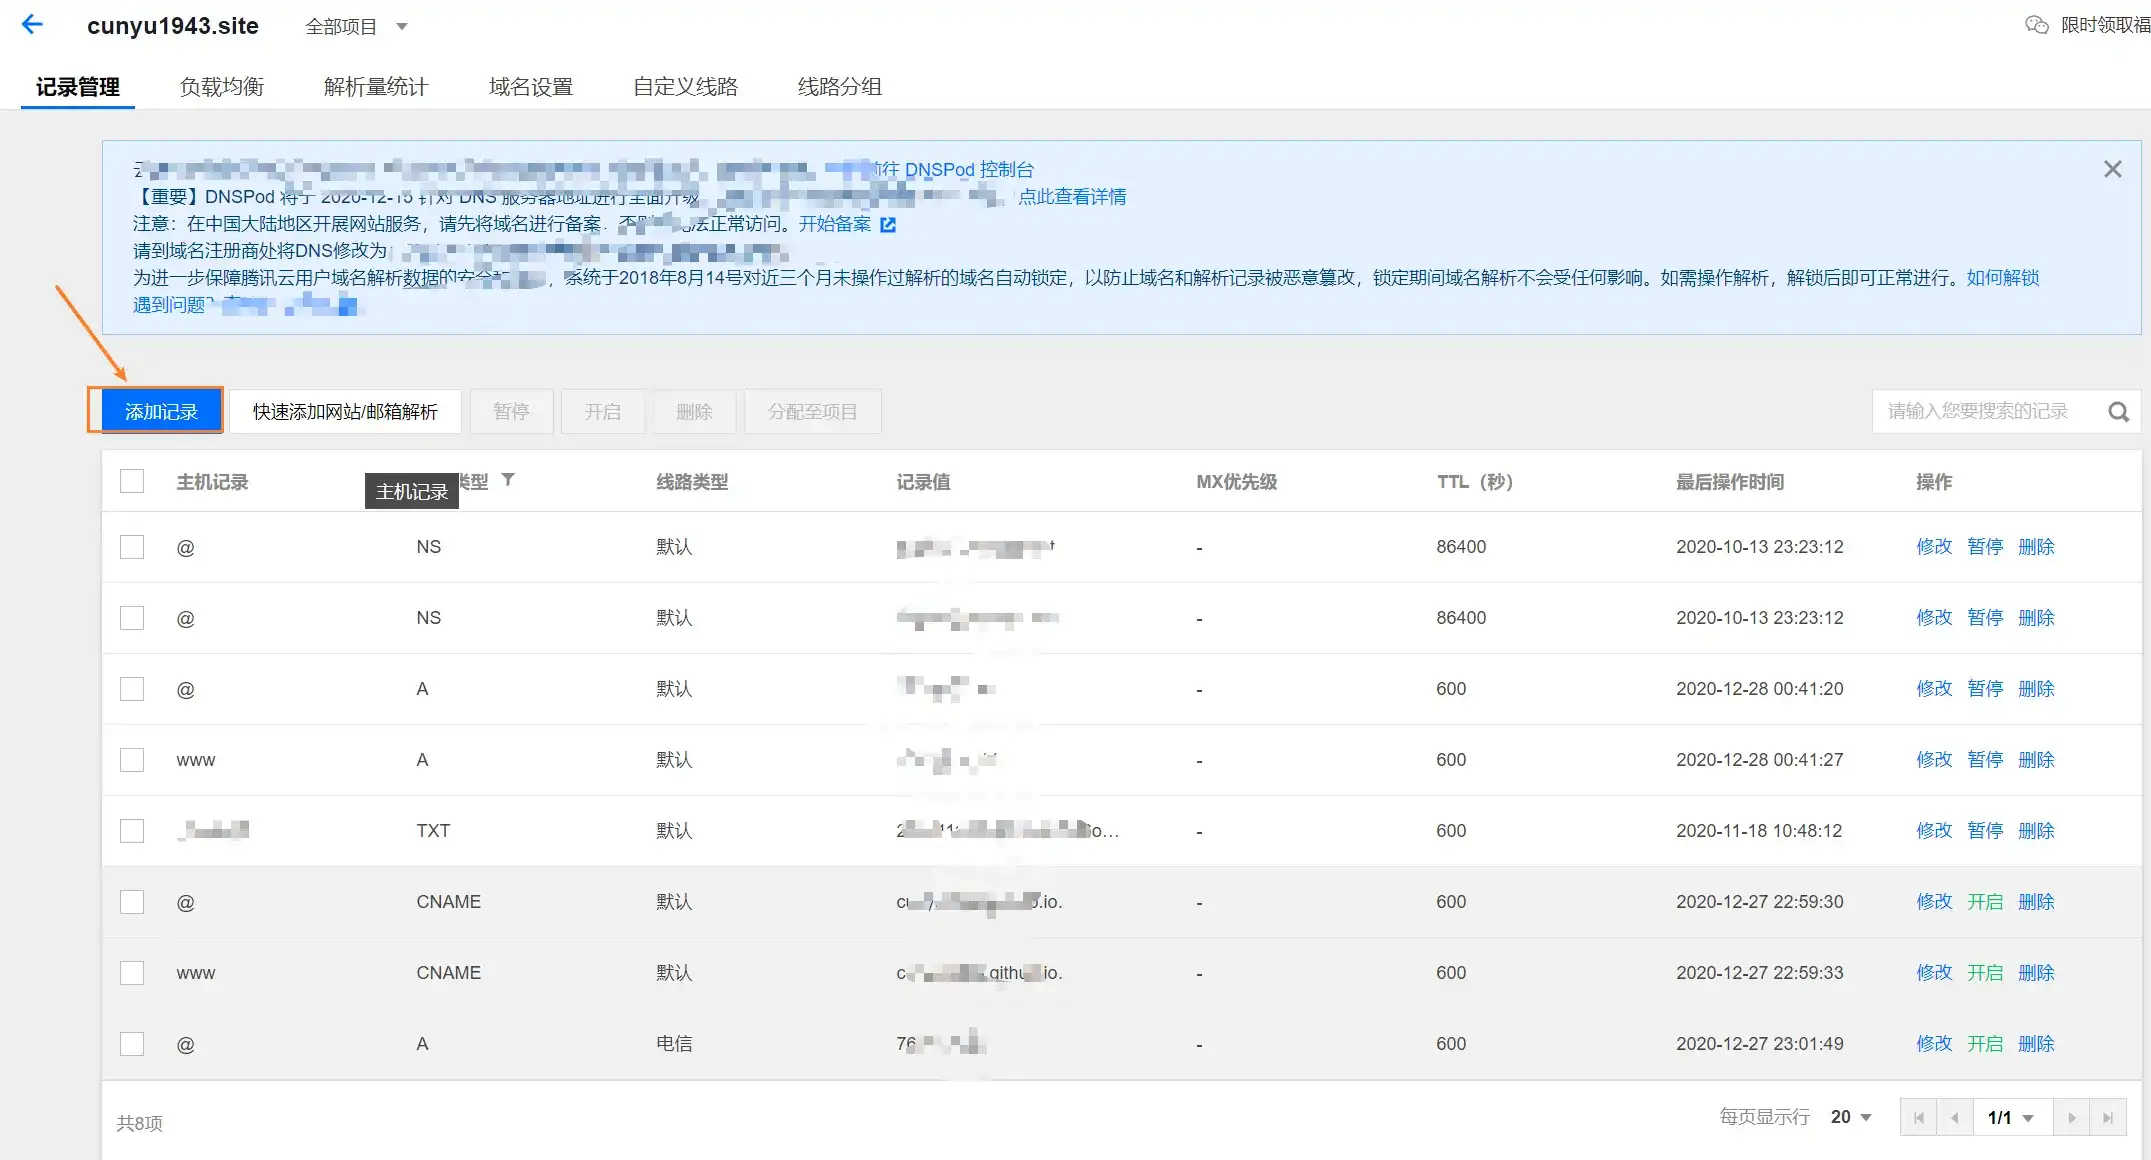 cunyu1943.site 全部项目 限时领取福
记录管理 负载均衡 解析量统计 域名设置 自定义线路 线路分组
前往 DNSPod 控制台
【重要】DNSPod 将于 2020-12-15 针对 DNS 服务器地址进行全面升级 点此查看详情
注意：在中国大陆地区开展网站服务，请先将域名进行备案 法正常访问。开始备案
请到域名注册商处将DNS修改为
为进一步保障腾讯云用户域名解析数据的安全 ，系统于2018年8月14号对近三个月未操作过解析的域名自动锁定，以防止域名和解析记录被恶意篡改，锁定期间域名解析不会受任何影响。如需操作解析，解锁后即可正常进行。如何解锁
遇到问题?
添加记录 快速添加网站/邮箱解析 暂停 开启 删除 分配至项目 请输入您要搜索的记录
主机记录 主机记录 类型 线路类型 记录值 MX优先级 TTL（秒） 最后操作时间 操作
@ NS 默认 - 86400 2020-10-13 23:23:12 修改 暂停 删除
@ NS 默认 - 86400 2020-10-13 23:23:12 修改 暂停 删除
@ A 默认 - 600 2020-12-28 00:41:20 修改 暂停 删除
www A 默认 - 600 2020-12-28 00:41:27 修改 暂停 删除
TXT 默认 - 600 2020-11-18 10:48:12 修改 暂停 删除
@ CNAME 默认 .io. - 600 2020-12-27 22:59:30 修改 开启 删除
www CNAME 默认 .github.io. - 600 2020-12-27 22:59:33 修改 开启 删除
@ A 电信 76 - 600 2020-12-27 23:01:49 修改 开启 删除
共8项 每页显示行 20 1/1